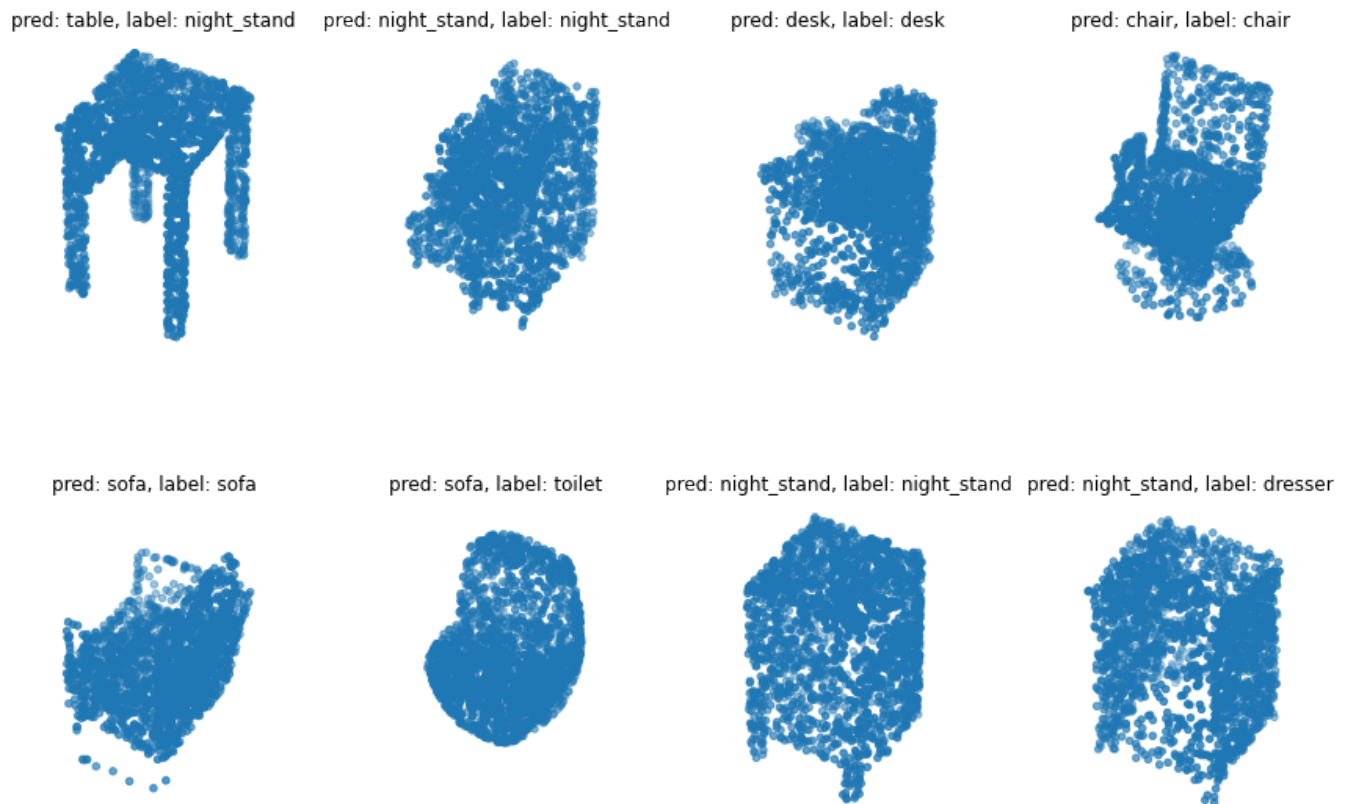 pred: table, label: night_stand
pred: night_stand, label: night_stand
pred: desk, label: desk
pred: chair, label: chair
pred: sofa, label: sofa
pred: sofa, label: toilet
pred: night_stand, label: night_stand
pred: night_stand, label: dresser